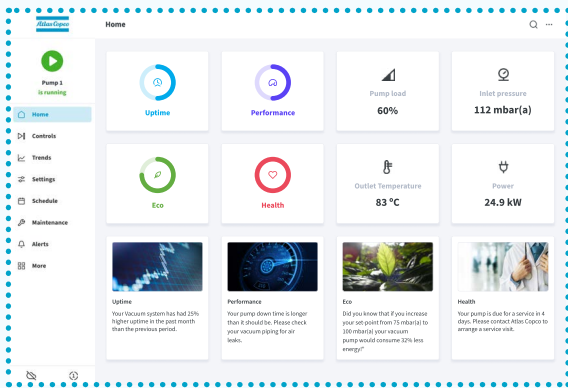 Atlas Copco
Home
Pump 1
is running
Home
Controls
Trends
Settings
Schedule
Maintenance
Alerts
More
Uptime
Performance
Pump load
60%
Inlet pressure
112 mbar(a)
Eco
Health
Outlet Temperature
83 °C
Power
24.9 kW
Uptime
Your Vacuum system has had 25%
higher uptime in the past month
than the previous period.
Performance
Your pump down time is longer
than it should be. Please check
your vacuum piping for air
leaks.
Eco
Did you know that if you increase
your set-point from 75 mbar(a) to
100 mbar(a) your vacuum
pump would consume 32% less
energy!"
Health
Your pump is due for a service in 4
days. Please contact Atlas Copco to
arrange a service visit.